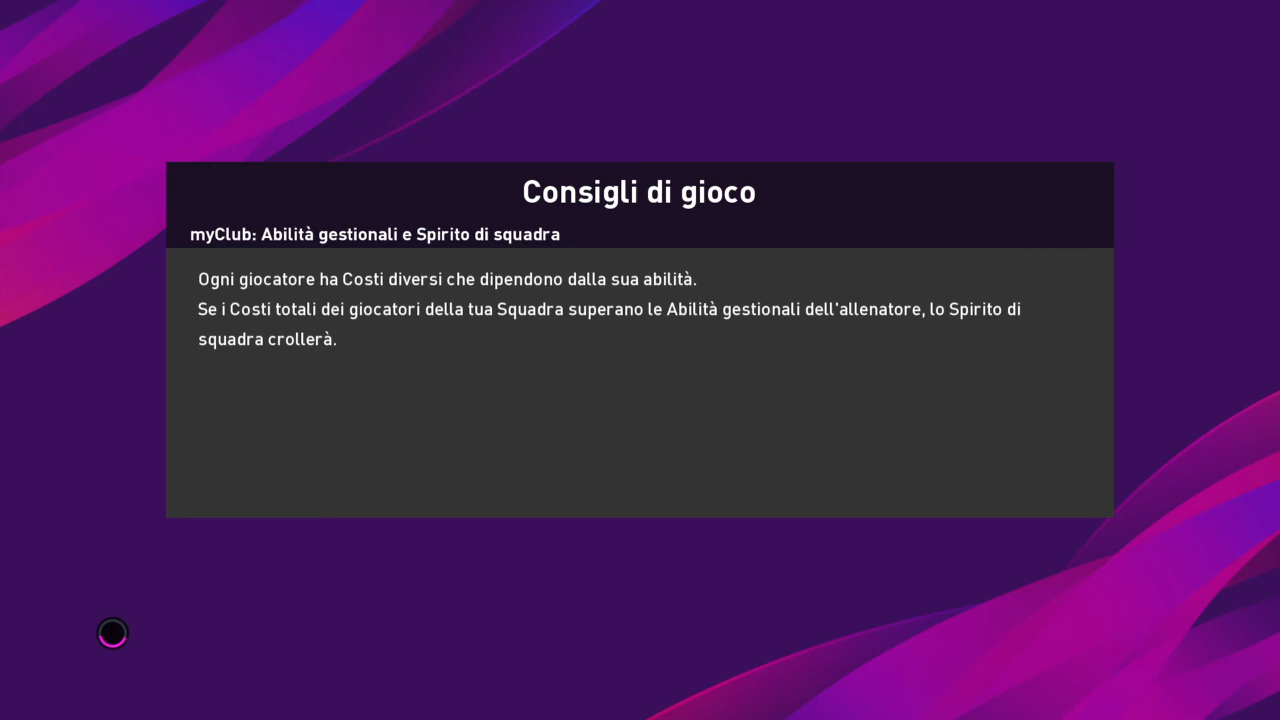 Consigli di gioco
myClub: Abilità gestionali e Spirito di squadra
Ogni giocatore ha Costi diversi che dipendono dalla sua abilità.
Se i Costi totali dei giocatori della tua Squadra superano le Abilità gestionali dell'allenatore, lo Spirito di
squadra crollerà.